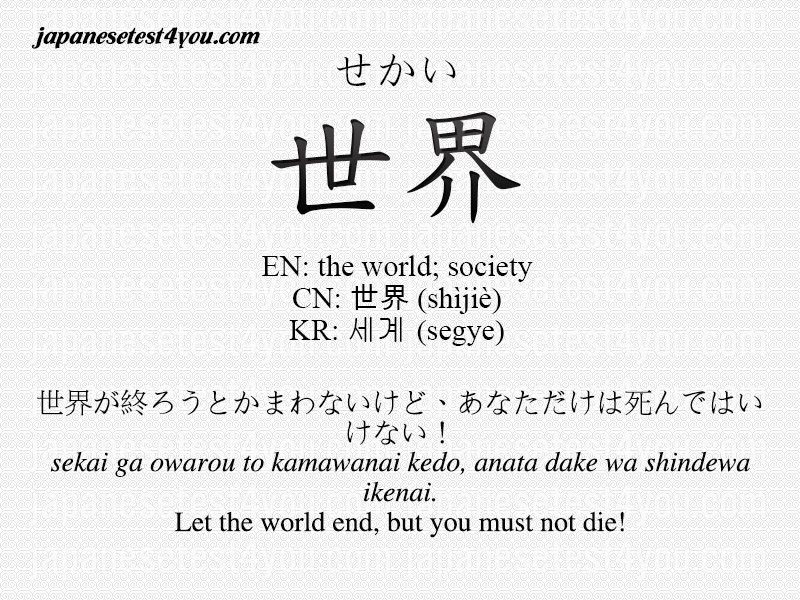 japanesetest4you.com
せかい
世界
EN: the world; society
CN: 世界 (shìjiè)
KR: 세계 (segye)
世界が終ろうとかまわないけど、あなただけは死んではい
けない！
sekai ga owarou to kamawanai kedo, anata dake wa shindewa
ikenai.
Let the world end, but you must not die!